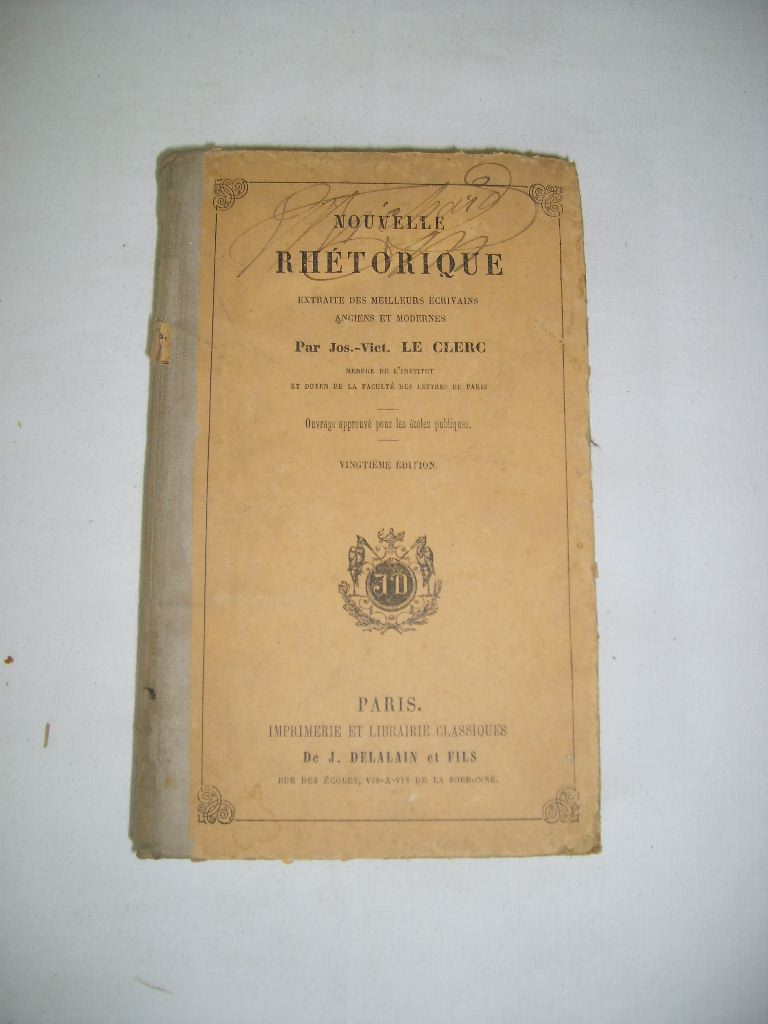 NOUVELLE
RHÉTORIQUE
EXTRAITE DES MEILLEURS ÉCRIVAINS
ANCIENS ET MODERNES
Par Jos.-Vict. LE CLERC
MEMBRE DE L'INSTITUT
ET DOYEN DE LA FACULTÉ DES LETTRES DE PARIS
Ouvrage approuvé pour les écoles publiques.
VINGTIÈME ÉDITION.
JD
PARIS.
IMPRIMERIE ET LIBRAIRIE CLASSIQUES
De J. DELALAIN et FILS
RUE DES ÉCOLES, VIS-A-VIS DE LA SORBONNE.